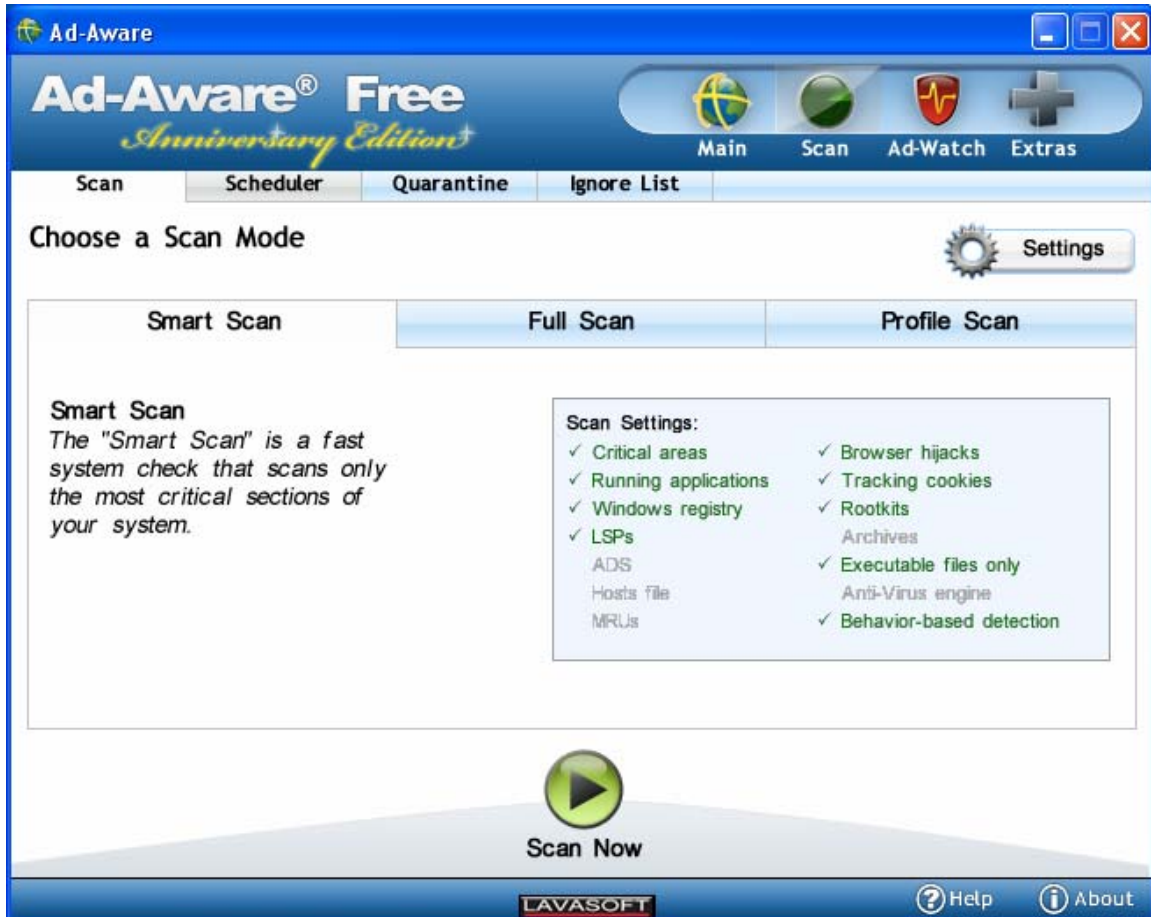 Ad-Aware
Ad-Aware® Free
Anniversary Edition
Main Scan Ad-Watch Extras
Scan Scheduler Quarantine Ignore List
Choose a Scan Mode
Settings
Smart Scan Full Scan Profile Scan
Smart Scan
The "Smart Scan" is a fast
system check that scans only
the most critical sections of
your system.
Scan Settings:
✓ Critical areas
✓ Running applications
✓ Windows registry
✓ LSPs
ADS
Hosts file
MRUs
✓ Browser hijacks
✓ Tracking cookies
✓ Rootkits
Archives
✓ Executable files only
Anti-Virus engine
✓ Behavior-based detection
Scan Now
LAVASOFT
Help
About